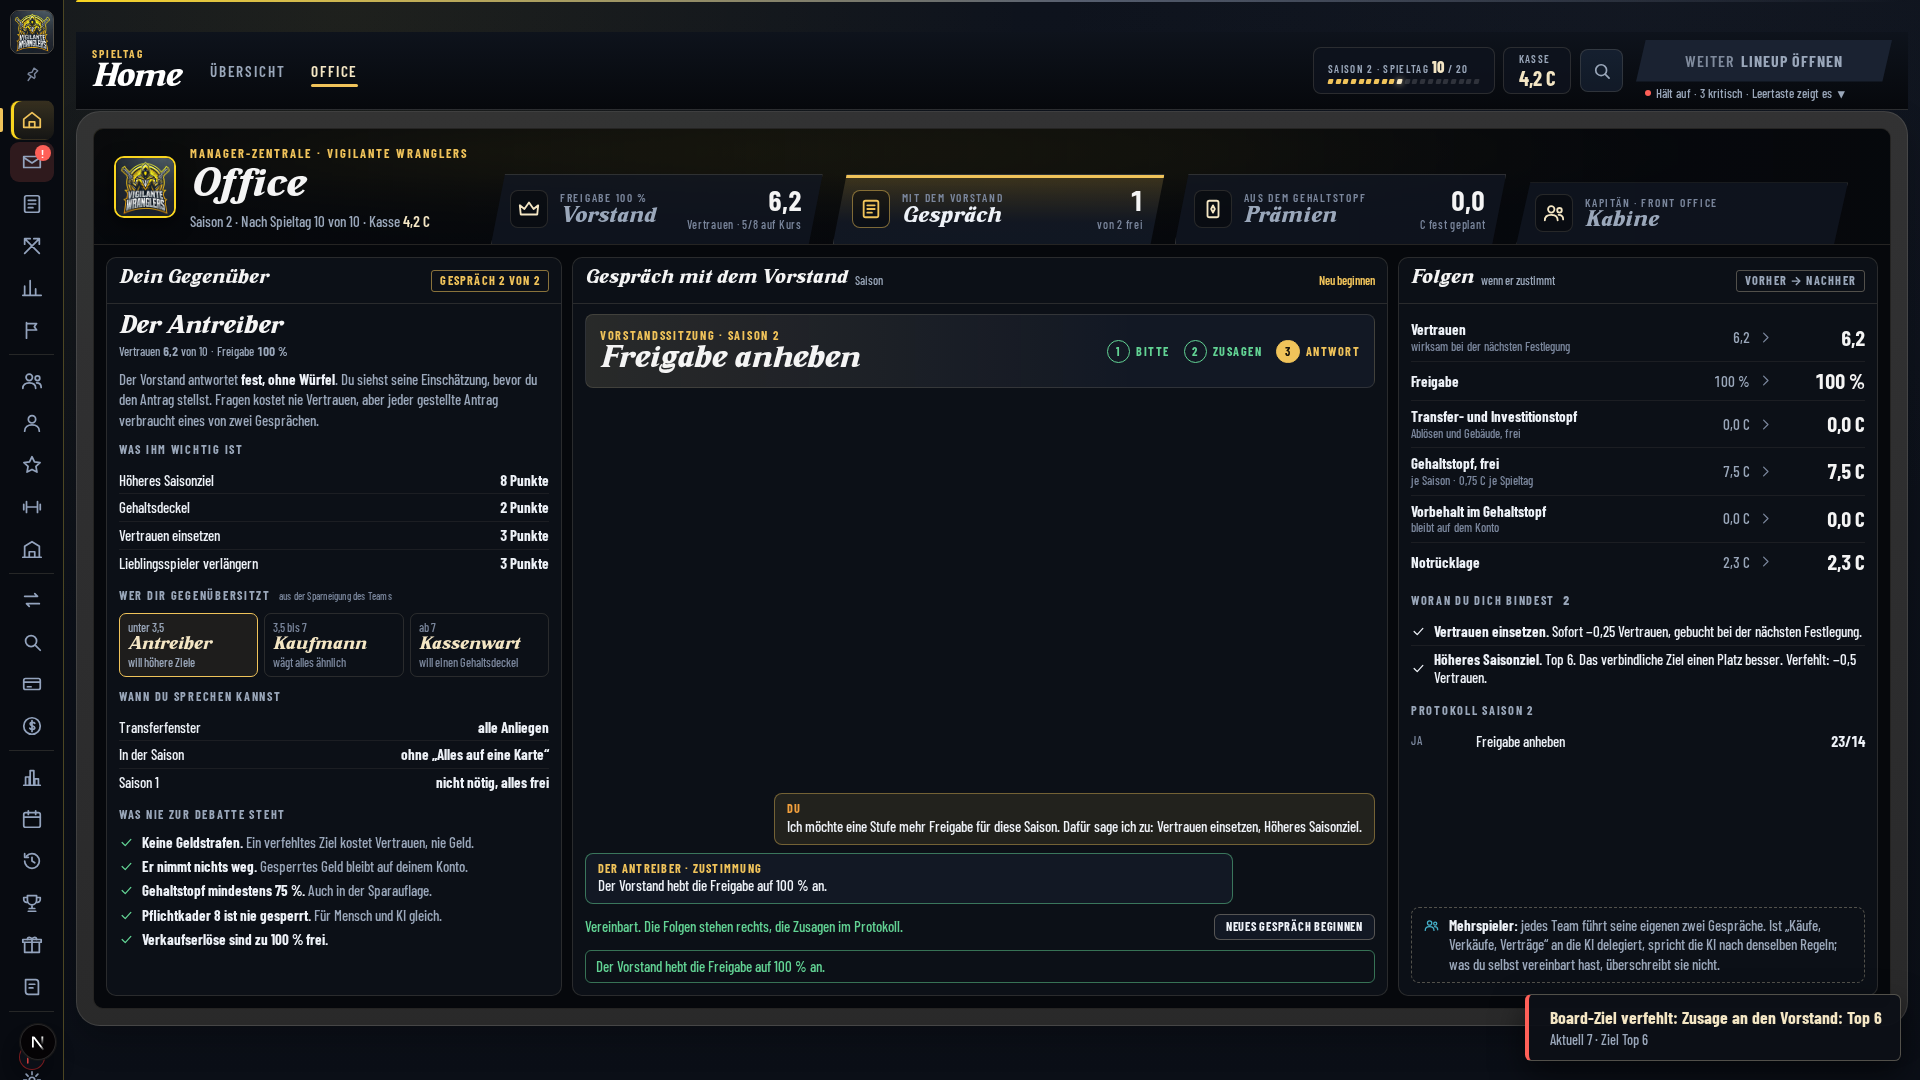 SPIELTAG
Home
ÜBERSICHT
OFFICE
SAISON 2 · SPIELTAG 10 / 20
KASSE
4,2 C
WEITER LINEUP ÖFFNEN
Hält auf · 3 kritisch · Leertaste zeigt es ▼
VIGILANTE
WRANGLERS
MANAGER-ZENTRALE · VIGILANTE WRANGLERS
Office
Saison 2 · Nach Spieltag 10 von 10 · Kasse 4,2 C
FREIGABE 100 %
Vorstand
6,2
Vertrauen · 5/8 auf Kurs
MIT DEM VORSTAND
Gespräch
1
von 2 frei
AUS DEM GEHALTSTOPF
Prämien
0,0
C fest geplant
KAPITÄN · FRONT OFFICE
Kabine
Dein Gegenüber
GESPRÄCH 2 VON 2
Der Antreiber
Vertrauen 6,2 von 10 · Freigabe 100 %
Der Vorstand antwortet fest, ohne Würfel. Du siehst seine Einschätzung, bevor du
den Antrag stellst. Fragen kostet nie Vertrauen, aber jeder gestellte Antrag
verbraucht eines von zwei Gesprächen.
WAS IHM WICHTIG IST
Höheres Saisonziel 8 Punkte
Gehaltsdeckel 2 Punkte
Vertrauen einsetzen 3 Punkte
Lieblingsspieler verlängern 3 Punkte
WER DIR GEGENÜBERSITZT aus der Sparneigung des Teams
unter 3,5
Antreiber
will höhere Ziele
3,5 bis 7
Kaufmann
wägt alles ähnlich
ab 7
Kassenwart
will einen Gehaltsdeckel
WANN DU SPRECHEN KANNST
Transferfenster alle Anliegen
In der Saison ohne „Alles auf eine Karte“
Saison 1 nicht nötig, alles frei
WAS NIE ZUR DEBATTE STEHT
Keine Geldstrafen. Ein verfehltes Ziel kostet Vertrauen, nie Geld.
Er nimmt nichts weg. Gesperrtes Geld bleibt auf deinem Konto.
Gehaltstopf mindestens 75 %. Auch in der Sparauflage.
Pflichtkader 8 ist nie gesperrt. Für Mensch und KI gleich.
Verkaufserlöse sind zu 100 % frei.
Gespräch mit dem Vorstand Saison
Neu beginnen
VORSTANDSSITZUNG · SAISON 2
Freigabe anheben
1 BITTE 2 ZUSAGEN 3 ANTWORT
DU
Ich möchte eine Stufe mehr Freigabe für diese Saison. Dafür sage ich zu: Vertrauen einsetzen, Höheres Saisonziel.
DER ANTREIBER · ZUSTIMMUNG
Der Vorstand hebt die Freigabe auf 100 % an.
Vereinbart. Die Folgen stehen rechts, die Zusagen im Protokoll.
NEUES GESPRÄCH BEGINNEN
Der Vorstand hebt die Freigabe auf 100 % an.
Folgen wenn er zustimmt
VORHER → NACHHER
Vertrauen
wirksam bei der nächsten Festlegung
6,2 > 6,2
Freigabe 100 % > 100 %
Transfer- und Investitionstopf
Ablösen und Gebäude, frei
0,0 C > 0,0 C
Gehaltstopf, frei
je Saison · 0,75 C je Spieltag
7,5 C > 7,5 C
Vorbehalt im Gehaltstopf
bleibt auf dem Konto
0,0 C > 0,0 C
Notrücklage 2,3 C > 2,3 C
WORAN DU DICH BINDEST 2
Vertrauen einsetzen. Sofort −0,25 Vertrauen, gebucht bei der nächsten Festlegung.
Höheres Saisonziel. Top 6. Das verbindliche Ziel einen Platz besser. Verfehlt: −0,5
Vertrauen.
PROTOKOLL SAISON 2
JA Freigabe anheben 23/14
Mehrspieler: jedes Team führt seine eigenen zwei Gespräche. Ist „Käufe,
Verkäufe, Verträge“ an die KI delegiert, spricht die KI nach denselben Regeln;
was du selbst vereinbart hast, überschreibt sie nicht.
Board-Ziel verfehlt: Zusage an den Vorstand: Top 6
Aktuell 7 · Ziel Top 6
N